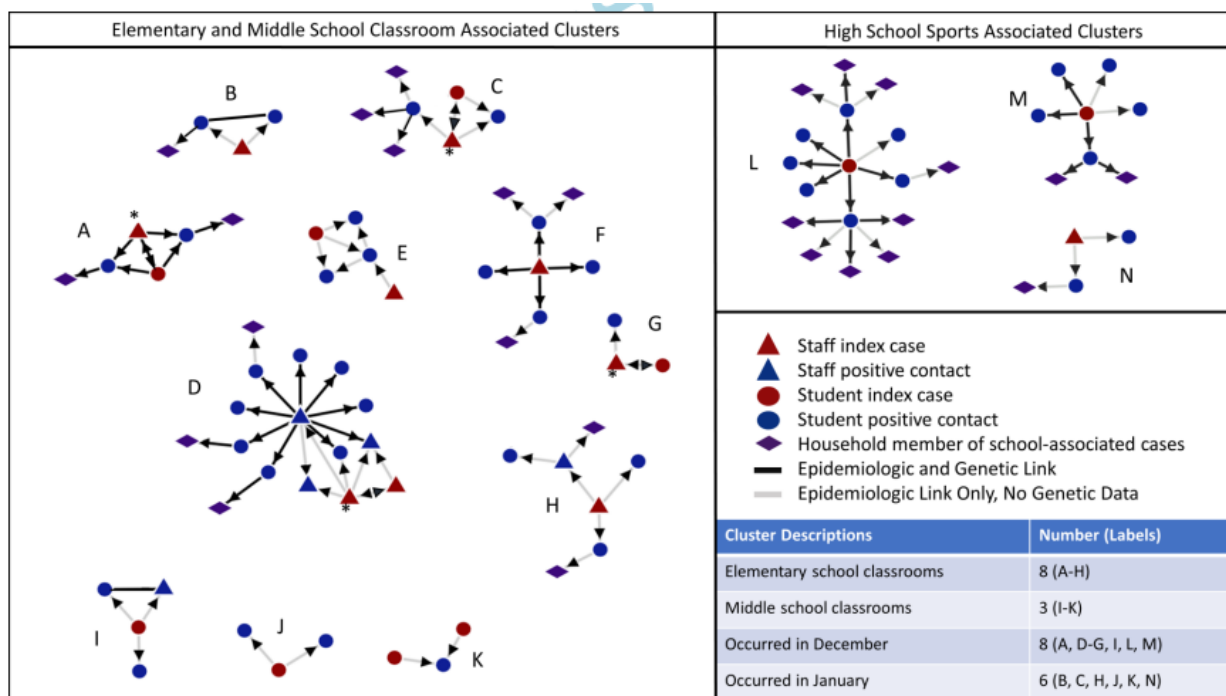 Elementary and Middle School Classroom Associated Clusters
High School Sports Associated Clusters
B
C
*
M
L
A
*
E
F
N
G
*
D
*
H
I
J
K
Staff index case
Staff positive contact
Student index case
Student positive contact
Household member of school-associated cases
Epidemiologic and Genetic Link
Epidemiologic Link Only, No Genetic Data
Cluster Descriptions Number (Labels)
Elementary school classrooms 8 (A-H)
Middle school classrooms 3 (I-K)
Occurred in December 8 (A, D-G, I, L, M)
Occurred in January 6 (B, C, H, J, K, N)